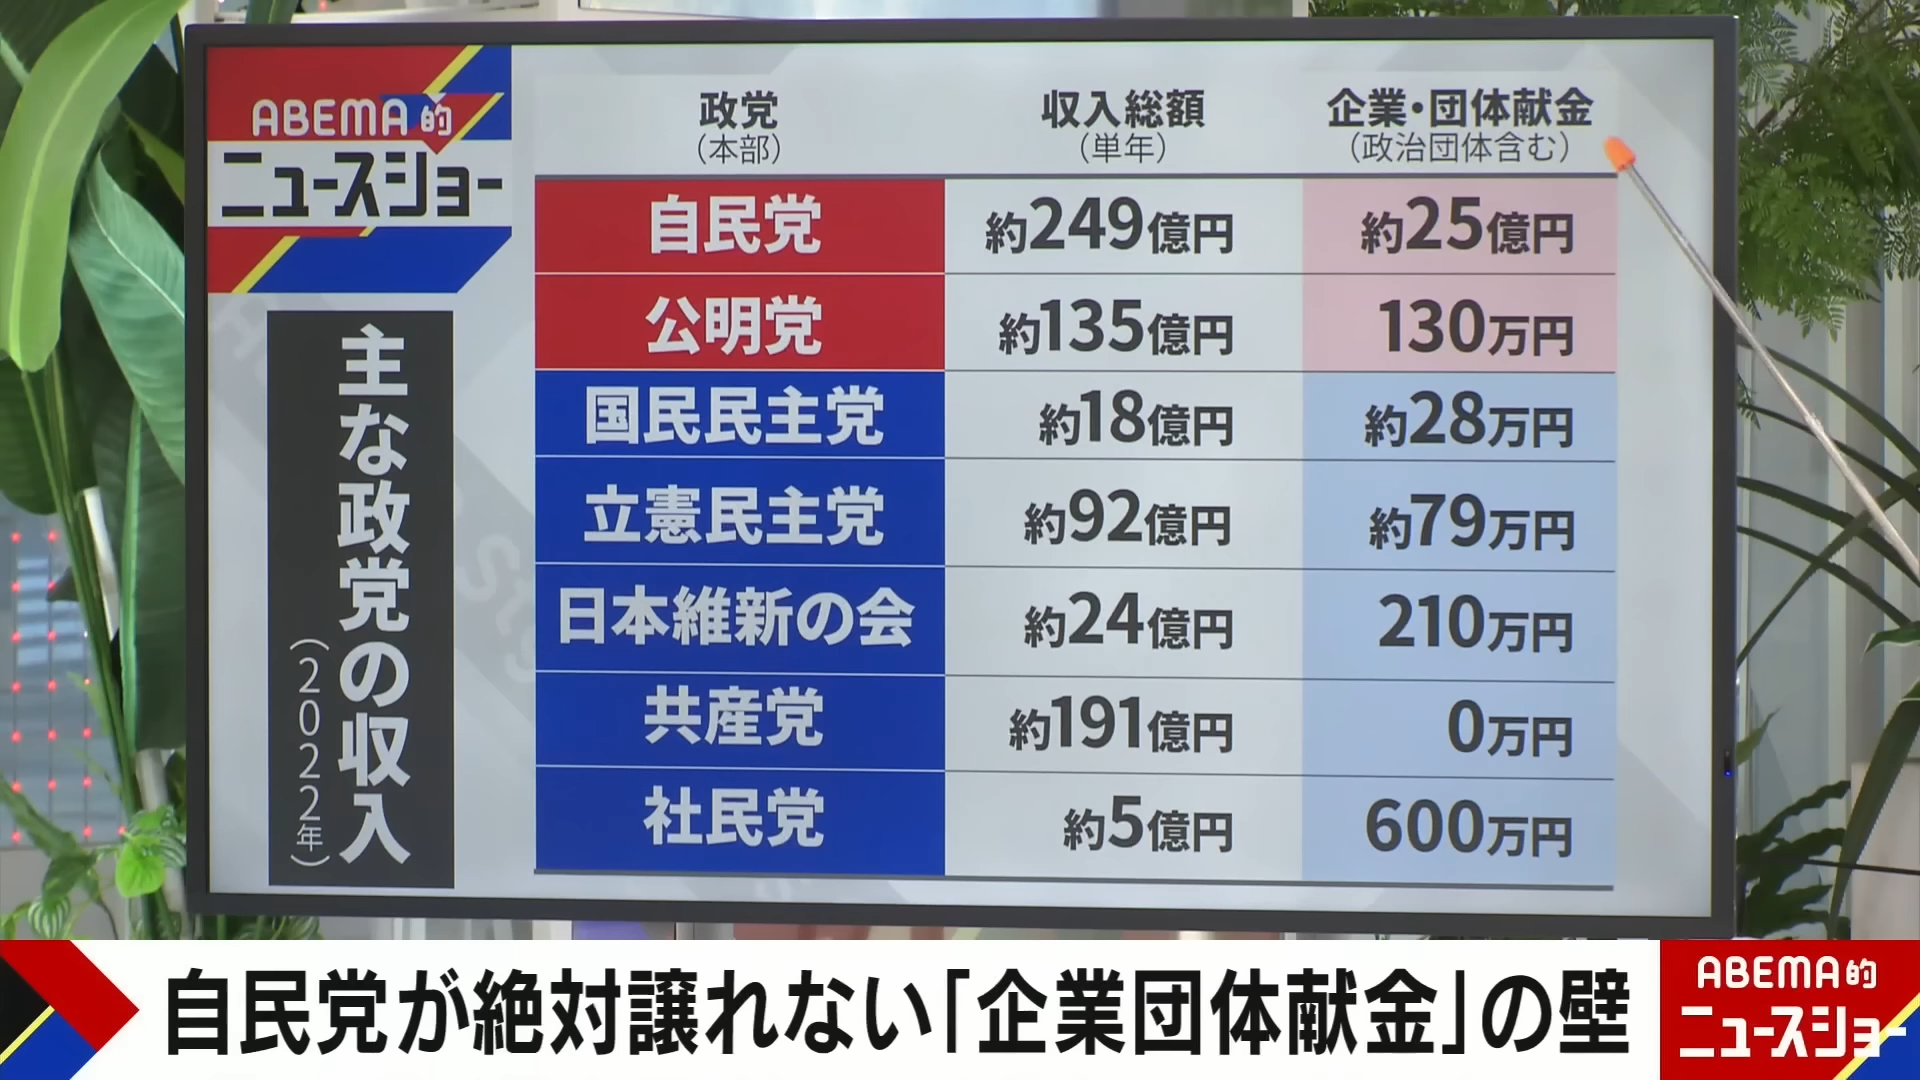 ABEMA的
ニュースショー
主な政党の収入
(2022年)
政党 収入総額 企業・団体献金
(本部) (単年) (政治団体含む)
自民党 約249億円 約25億円
公明党 約135億円 130万円
国民民主党 約18億円 約28万円
立憲民主党 約92億円 約79万円
日本維新の会 約24億円 210万円
共産党 約191億円 0万円
社民党 約5億円 600万円
自民党が絶対譲れない「企業団体献金」の壁
ABEMA的
ニュースショー